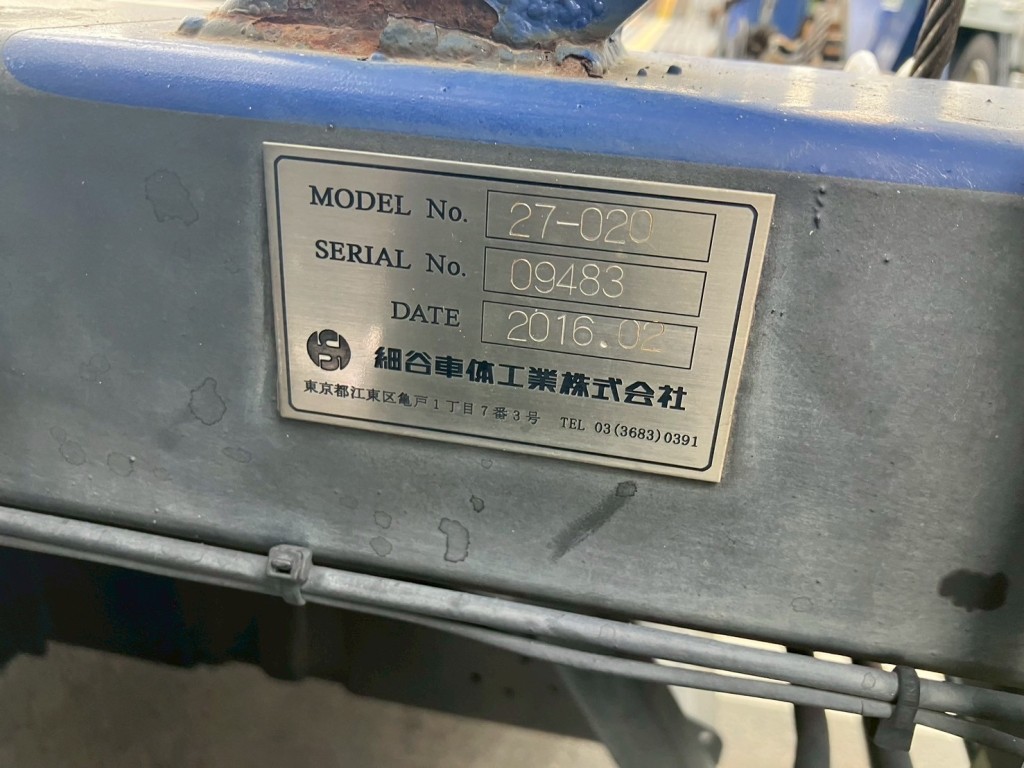 MODEL No. 27-020
SERIAL No. 09483
DATE 2016.02
細谷車体工業株式会社
東京都江東区亀戸1丁目7番3号 TEL 03(3683)0391